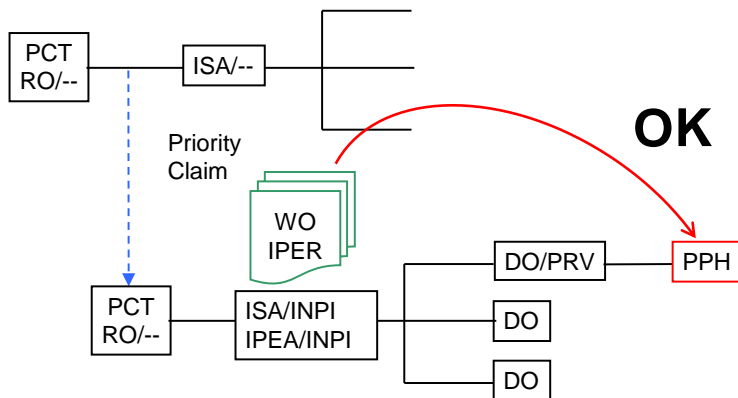 PCT
RO/--
ISA/--
OK
Priority
Claim
WO
IPER
DO/PRV
PPH
PCT
RO/--
ISA/INPI
IPEA/INPI
DO
DO